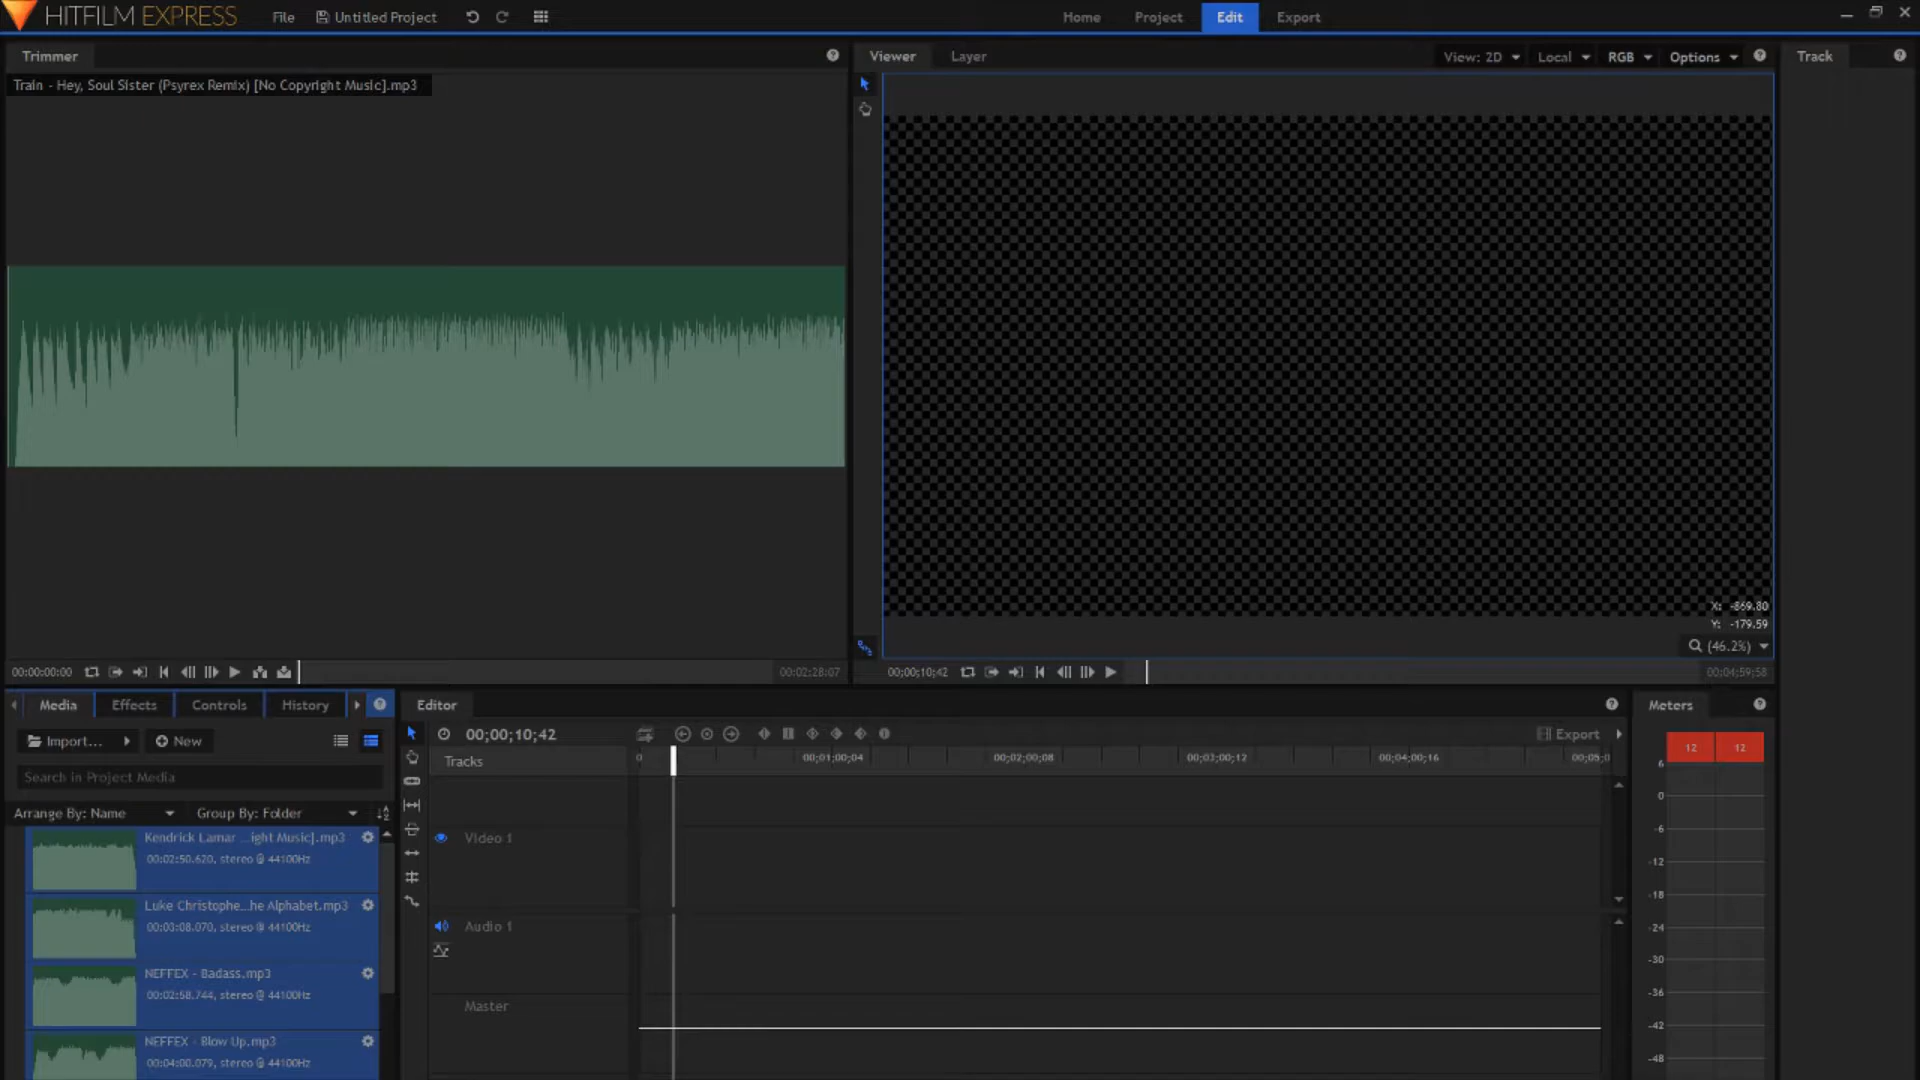 HITFILM EXPRESS File Untitled Project Home Project Edit Export
Trimmer
Viewer Layer View: 2D Local RGB Options
Track
Train - Hey, Soul Sister (Psyrex Remix) [No Copyright Music].mp3
X: -869.80
Y: -179.59
(46.2%)
00:00:00:00 00:02:28:07
00;00;10;42 00;04;59;58
Media Effects Controls History
Editor
Meters
Import... New
00;00;10;42
Export
12 12
Tracks
0 00;01;00;04 00;02;00;08 00;03;00;12 00;04;00;16 00;05;0
Search in Project Media
Arrange By: Name Group By: Folder
Kendrick Lamar ...ight Music].mp3
00:02:50.620, stereo @ 44100Hz
Luke Christophe...he Alphabet.mp3
00:03:08.070, stereo @ 44100Hz
NEFFEX - Badass.mp3
00:02:58.744, stereo @ 44100Hz
NEFFEX - Blow Up.mp3
00:04:00.079, stereo @ 44100Hz
Video 1
Audio 1
Master
6
0
-6
-12
-18
-24
-30
-36
-42
-48